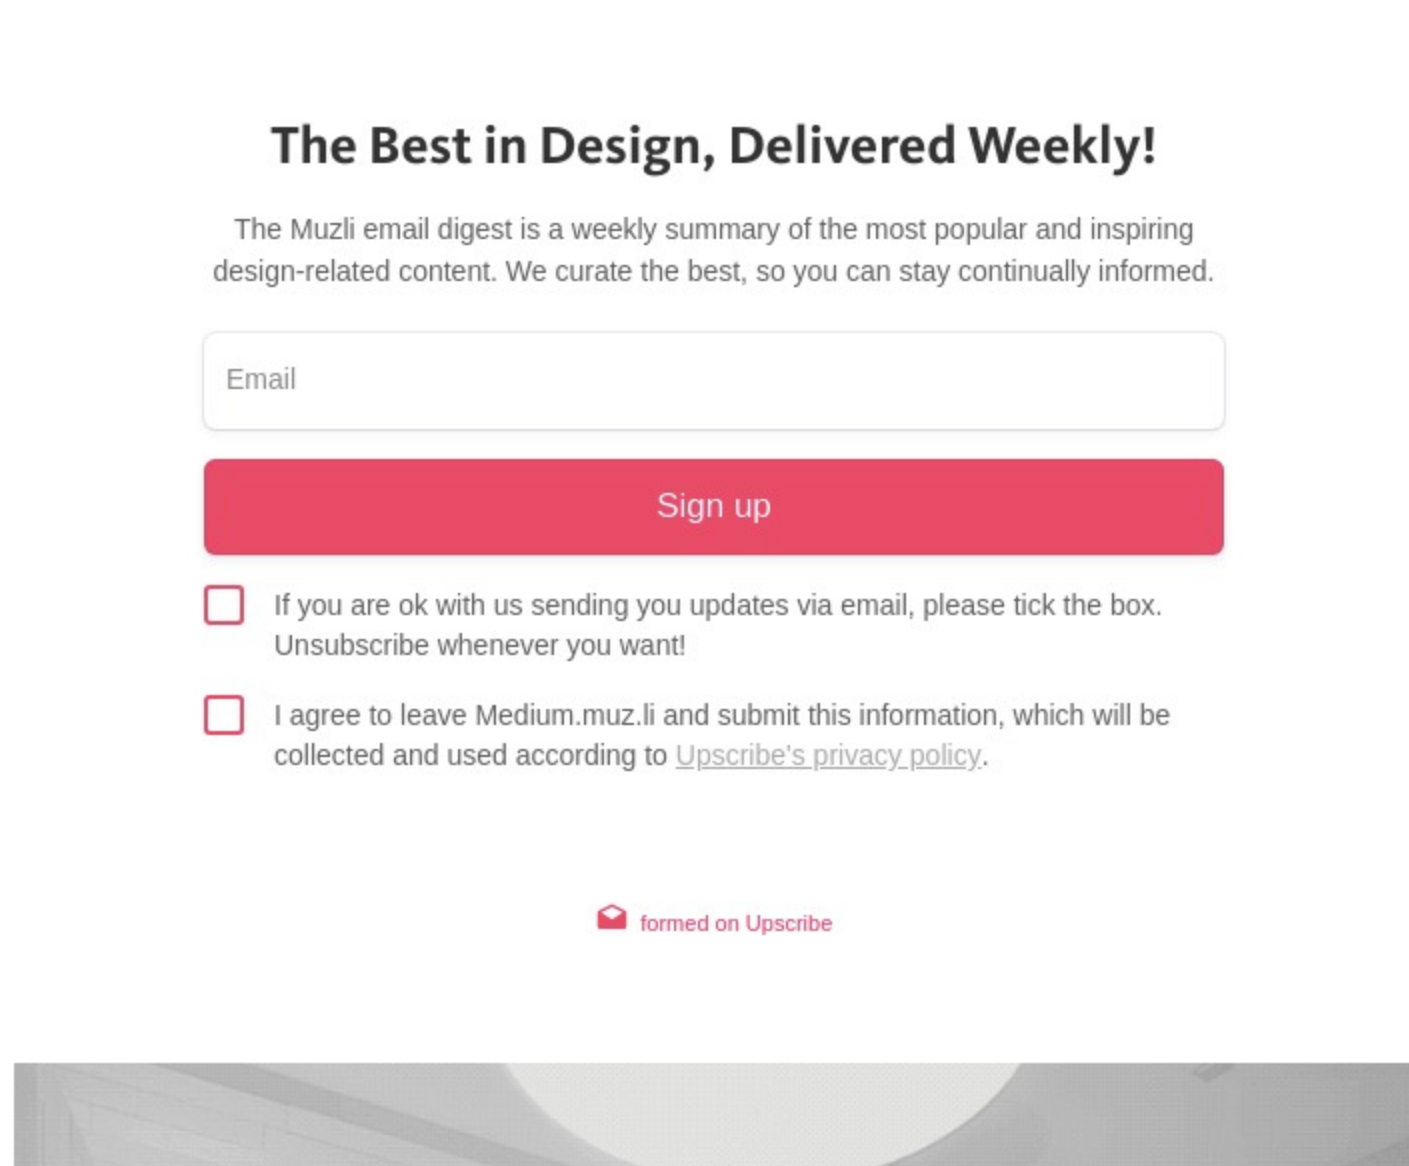 The Best in Design, Delivered Weekly!
The Muzli email digest is a weekly summary of the most popular and inspiring
design-related content. We curate the best, so you can stay continually informed.
Email
Sign up
If you are ok with us sending you updates via email, please tick the box.
Unsubscribe whenever you want!
I agree to leave Medium.muz.li and submit this information, which will be
collected and used according to Upscribe's privacy policy.
formed on Upscribe